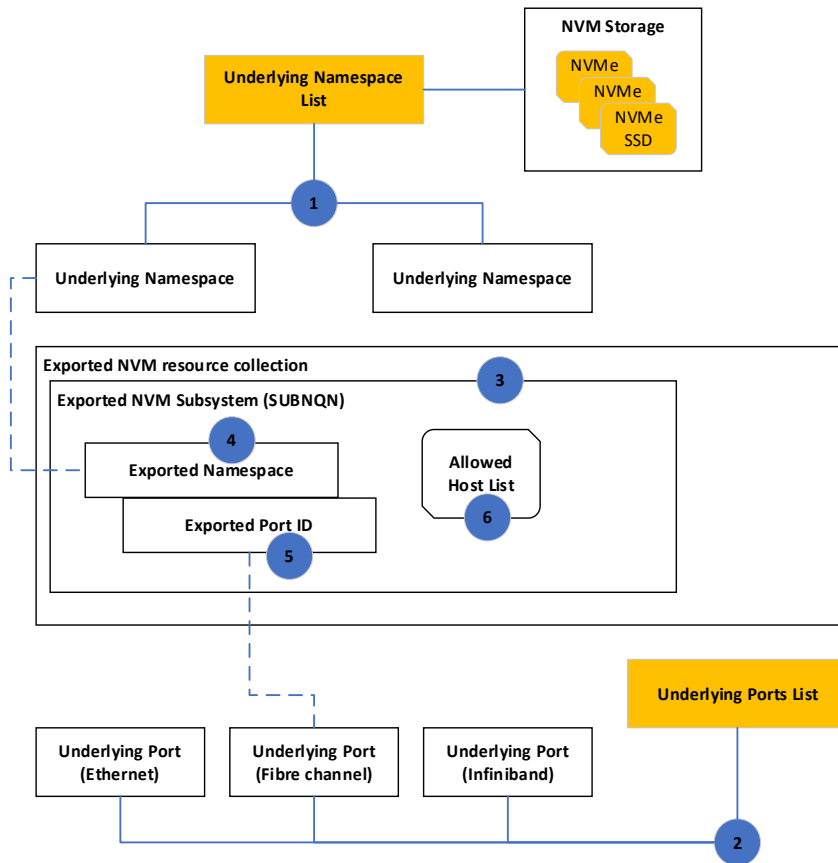 NVM Storage
NVMe
NVMe
NVMe
SSD
Underlying Namespace
List
1
Underlying Namespace
Underlying Namespace
Exported NVM resource collection
3
Exported NVM Subsystem (SUBNQN)
4
Exported Namespace
Allowed
Host List
Exported Port ID
6
5
Underlying Ports List
Underlying Port
(Ethernet)
Underlying Port
(Fibre channel)
Underlying Port
(Infiniband)
2